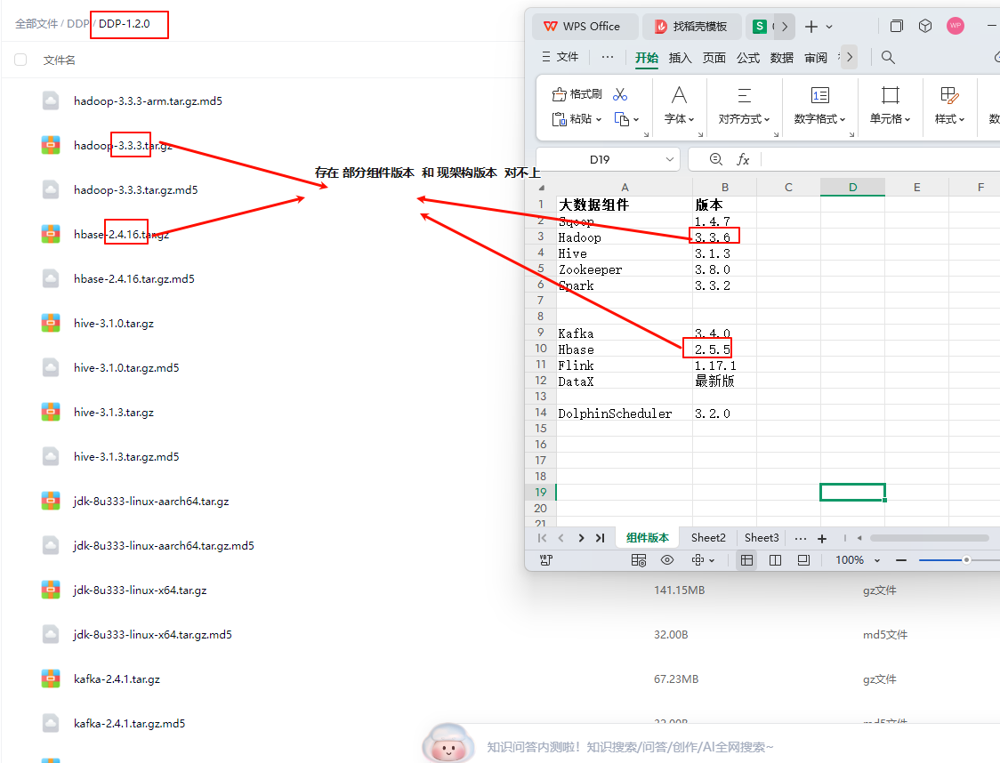 全部文件 / DDP / DDP-1.2.0
文件名
hadoop-3.3.3-arm.tar.gz.md5
hadoop-3.3.3.tar.gz
hadoop-3.3.3.tar.gz.md5
hbase-2.4.16.tar.gz
hbase-2.4.16.tar.gz.md5
hive-3.1.0.tar.gz
hive-3.1.0.tar.gz.md5
hive-3.1.3.tar.gz
hive-3.1.3.tar.gz.md5
jdk-8u333-linux-aarch64.tar.gz
jdk-8u333-linux-aarch64.tar.gz.md5
jdk-8u333-linux-x64.tar.gz 141.15MB gz文件
jdk-8u333-linux-x64.tar.gz.md5 32.00B md5文件
kafka-2.4.1.tar.gz 67.23MB gz文件
kafka-2.4.1.tar.gz.md5 32.00B md5文件
存在 部分组件版本 和 现架构版本 对不上
WPS Office 找稻壳模板 S
WP
文件 ··· 开始 插入 页面 公式 数据 审阅
格式刷
粘贴 字体 对齐方式 数字格式 单元格 样式 数
D19 fx
A B C D E F
1 大数据组件 版本
2 Sqoop 1.4.7
3 Hadoop 3.3.6
4 Hive 3.1.3
5 Zookeeper 3.8.0
6 Spark 3.3.2
7
8
9 Kafka 3.4.0
10 Hbase 2.5.5
11 Flink 1.17.1
12 DataX 最新版
13
14 DolphinScheduler 3.2.0
15
16
17
18
19
20
21
组件版本 Sheet2 Sheet3 ··· +
100%
知识问答内测啦！知识搜索/问答/创作/AI全网搜索~